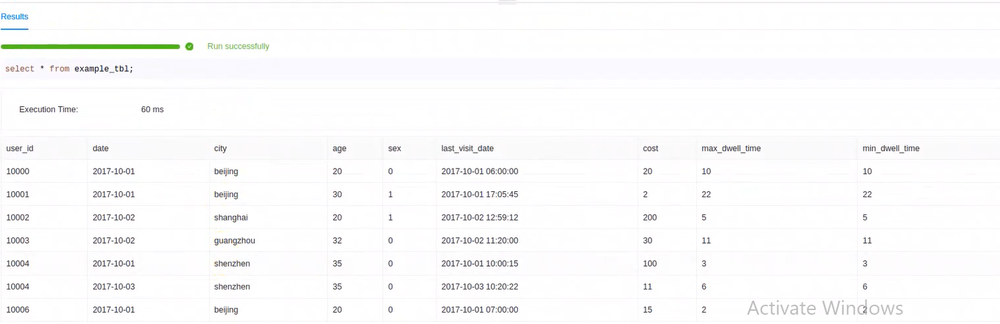 Results
Run successfully
select * from example_tbl;
Execution Time: 60 ms
user_id date city age sex last_visit_date cost max_dwell_time min_dwell_time
10000 2017-10-01 beijing 20 0 2017-10-01 06:00:00 20 10 10
10001 2017-10-01 beijing 30 1 2017-10-01 17:05:45 2 22 22
10002 2017-10-02 shanghai 20 1 2017-10-02 12:59:12 200 5 5
10003 2017-10-02 guangzhou 32 0 2017-10-02 11:20:00 30 11 11
10004 2017-10-01 shenzhen 35 0 2017-10-01 10:00:15 100 3 3
10004 2017-10-03 shenzhen 35 0 2017-10-03 10:20:22 11 6 6
10006 2017-10-01 beijing 20 0 2017-10-01 07:00:00 15 2 2
Activate Windows